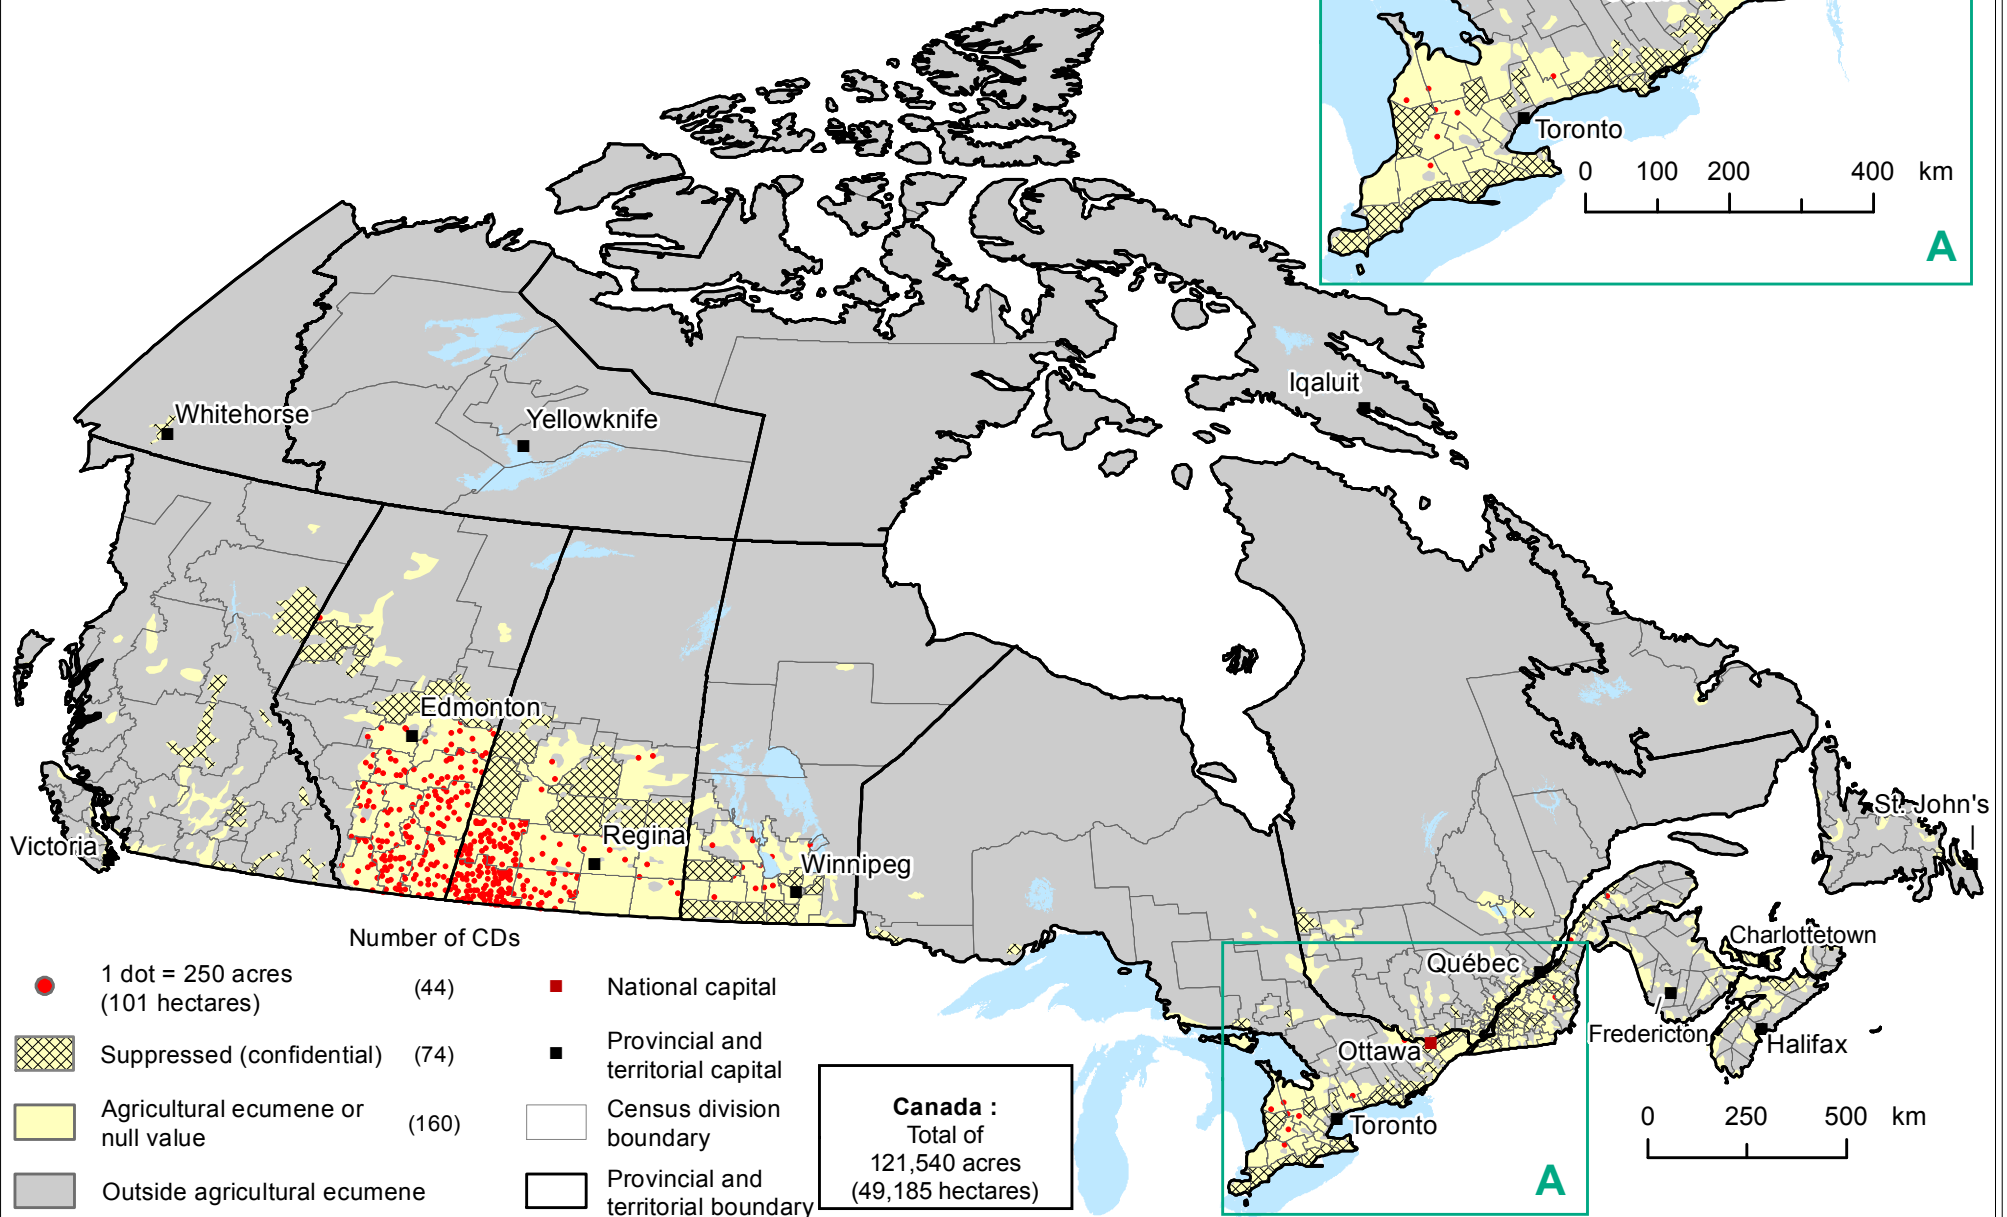 Toronto
0 100 200 400 km
A
Iqaluit
Whitehorse
Yellowknife
Edmonton
Regina
Victoria
Winnipeg
St. John's
Charlottetown
Québec
Fredericton
Halifax
Ottawa
Toronto
A
0 250 500 km
Number of CDs
1 dot = 250 acres
(101 hectares)
(44)
Suppressed (confidential)
(74)
Agricultural ecumene or
null value
(160)
Outside agricultural ecumene
National capital
Provincial and
territorial capital
Census division
boundary
Provincial and
territorial boundary
Canada :
Total of
121,540 acres
(49,185 hectares)